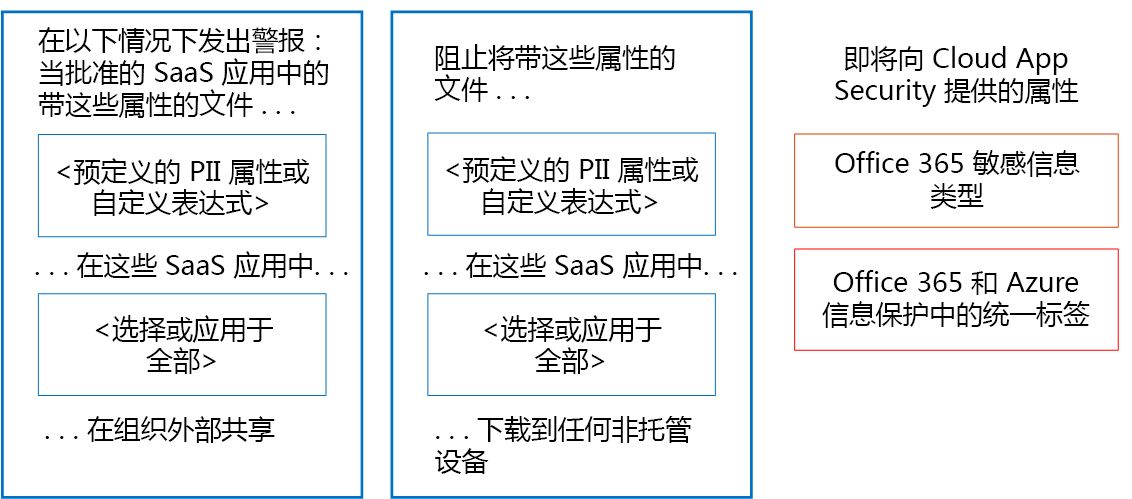 在以下情况下发出警报：
当批准的 SaaS 应用中的
带这些属性的文件 . . .
<预定义的 PII 属性或
自定义表达式>
. . . 在这些 SaaS 应用中. . .
<选择或应用于
全部>
. . . 在组织外部共享
阻止将带这些属性的
文件 . . .
<预定义的 PII 属性或
自定义表达式>
. . . 在这些 SaaS 应用中. . .
<选择或应用于
全部>
. . . 下载到任何非托管
设备
即将向 Cloud App
Security 提供的属性
Office 365 敏感信息
类型
Office 365 和 Azure
信息保护中的统一标签